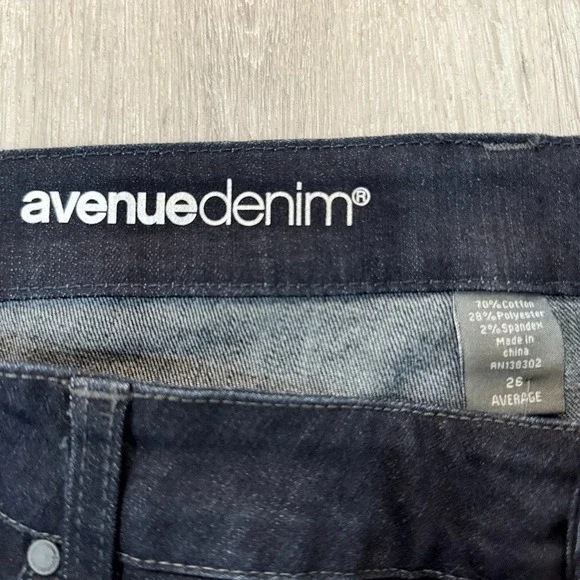 avenuedenim®
70%Cotton
28%Polyester
2%Spandex
Made in
china
RN138302
26
AVERAGE